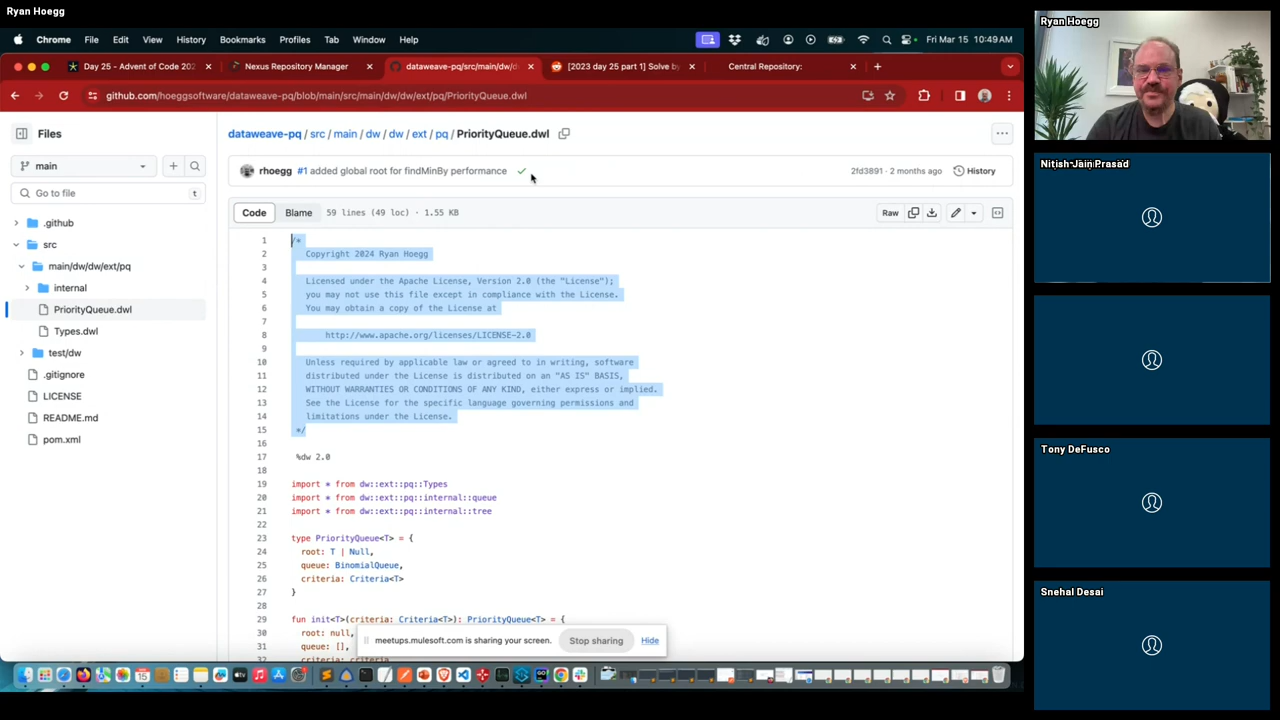 Ryan Hoegg
Chrome File Edit View History Bookmarks Profiles Tab Window Help Fri Mar 15 10:49 AM
Day 25 - Advent of Code 202 Nexus Repository Manager dataweave-pq/src/main/dw/d [2023 day 25 part 1] Solve by Central Repository:
github.com/hoeggsoftware/dataweave-pq/blob/main/src/main/dw/dw/ext/pq/PriorityQueue.dwl
Files
dataweave-pq / src / main / dw / dw / ext / pq / PriorityQueue.dwl
main
rhoegg #1 added global root for findMinBy performance 2fd3891 · 2 months ago History
Go to file t
Code Blame 59 lines (49 loc) · 1.55 KB Raw
.github
src
main/dw/dw/ext/pq
internal
PriorityQueue.dwl
Types.dwl
test/dw
.gitignore
LICENSE
README.md
pom.xml
1 /*
2 Copyright 2024 Ryan Hoegg
3
4 Licensed under the Apache License, Version 2.0 (the "License");
5 you may not use this file except in compliance with the License.
6 You may obtain a copy of the License at
7
8 http://www.apache.org/licenses/LICENSE-2.0
9
10 Unless required by applicable law or agreed to in writing, software
11 distributed under the License is distributed on an "AS IS" BASIS,
12 WITHOUT WARRANTIES OR CONDITIONS OF ANY KIND, either express or implied.
13 See the License for the specific language governing permissions and
14 limitations under the License.
15 */
16
17 %dw 2.0
18
19 import * from dw::ext::pq::Types
20 import * from dw::ext::pq::internal::queue
21 import * from dw::ext::pq::internal::tree
22
23 type PriorityQueue<T> = {
24 root: T | Null,
25 queue: BinomialQueue,
26 criteria: Criteria<T>
27 }
28
29 fun init<T>(criteria: Criteria<T>): PriorityQueue<T> = {
30 root: null,
31 queue: [],
32 criteria: criteria
meetups.mulesoft.com is sharing your screen. Stop sharing Hide
Ryan Hoegg
Nitish Jain Prasad
Tony DeFusco
Snehal Desai